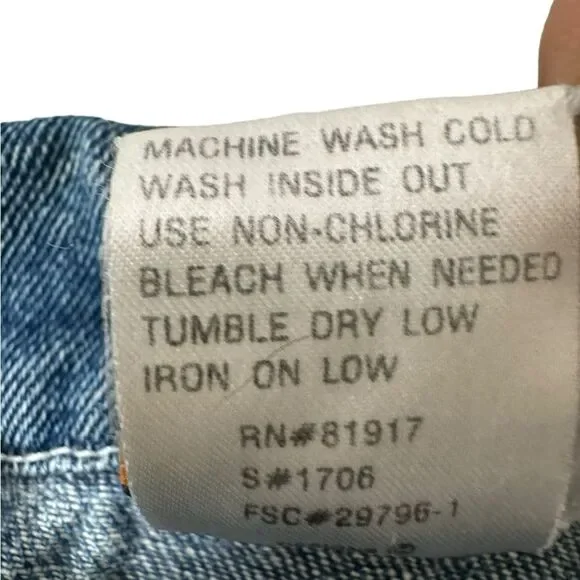 MACHINE WASH COLD
WASH INSIDE OUT
USE NON-CHLORINE
BLEACH WHEN NEEDED
TUMBLE DRY LOW
IRON ON LOW
RN#81917
S#1706
FSC#29796-1